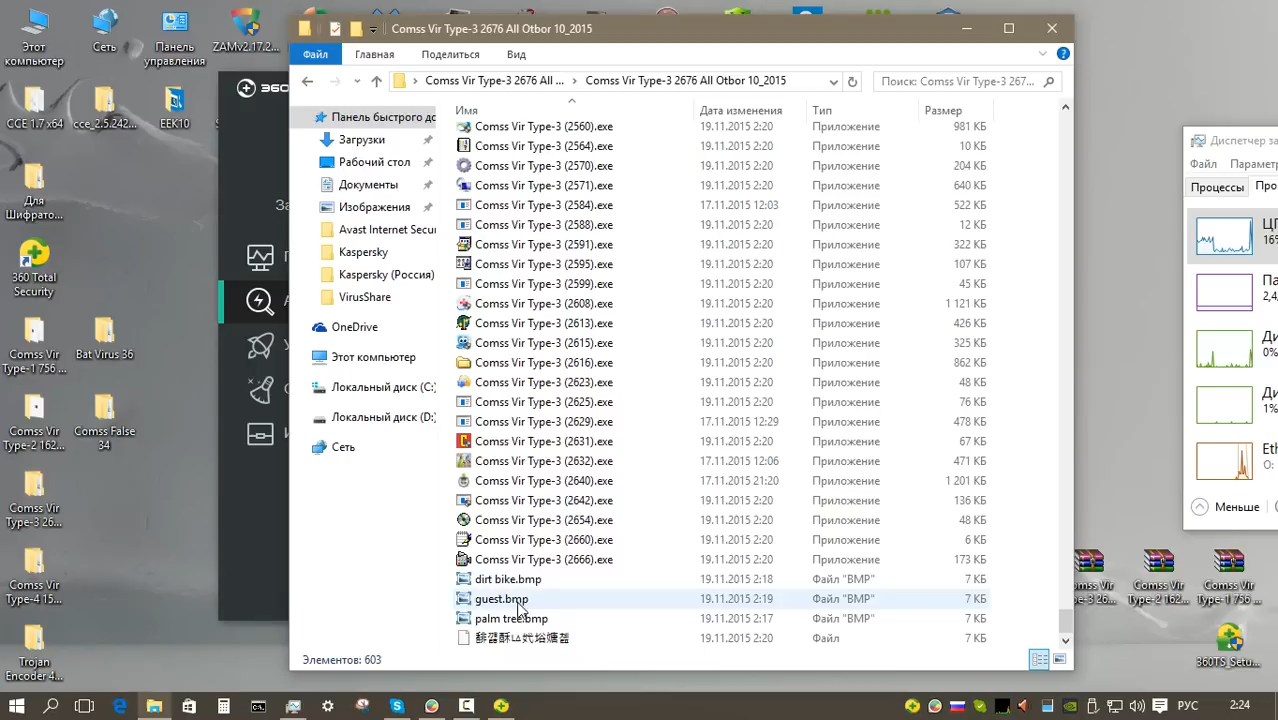 Этот компьютер
Сеть
Панель управления
ZAMv2.17.2...
CCE 1.7 x64
cce_2.5.242...
EEK10
Для Шифрато...
360 Total Security
Comss Vir Type-1 756 ...
Bat Virus 36
Comss Vir Type-2 162...
Comss False 34
Comss Vir Type-3 26...
Comss Vir Type-4 15...
Trojan Encoder 4...
Comss Vir Type-3 2676 All Otbor 10_2015
Файл Главная Поделиться Вид
Comss Vir Type-3 2676 All ... Comss Vir Type-3 2676 All Otbor 10_2015
Поиск: Comss Vir Type-3 267...
Панель быстрого до
Загрузки
Рабочий стол
Документы
Изображения
Avast Internet Secu
Kaspersky
Kaspersky (Россия)
VirusShare
OneDrive
Этот компьютер
Локальный диск (C:)
Локальный диск (D:)
Сеть
Имя Дата изменения Тип Размер
Comss Vir Type-3 (2560).exe 19.11.2015 2:20 Приложение 981 КБ
Comss Vir Type-3 (2564).exe 19.11.2015 2:20 Приложение 10 КБ
Comss Vir Type-3 (2570).exe 19.11.2015 2:20 Приложение 204 КБ
Comss Vir Type-3 (2571).exe 19.11.2015 2:20 Приложение 640 КБ
Comss Vir Type-3 (2584).exe 17.11.2015 12:03 Приложение 522 КБ
Comss Vir Type-3 (2588).exe 19.11.2015 2:20 Приложение 12 КБ
Comss Vir Type-3 (2591).exe 19.11.2015 2:20 Приложение 322 КБ
Comss Vir Type-3 (2595).exe 19.11.2015 2:20 Приложение 107 КБ
Comss Vir Type-3 (2599).exe 19.11.2015 2:20 Приложение 45 КБ
Comss Vir Type-3 (2608).exe 19.11.2015 2:20 Приложение 1 121 КБ
Comss Vir Type-3 (2613).exe 19.11.2015 2:20 Приложение 426 КБ
Comss Vir Type-3 (2615).exe 19.11.2015 2:20 Приложение 325 КБ
Comss Vir Type-3 (2616).exe 19.11.2015 2:20 Приложение 862 КБ
Comss Vir Type-3 (2623).exe 19.11.2015 2:20 Приложение 48 КБ
Comss Vir Type-3 (2625).exe 19.11.2015 2:20 Приложение 76 КБ
Comss Vir Type-3 (2629).exe 17.11.2015 12:29 Приложение 478 КБ
Comss Vir Type-3 (2631).exe 19.11.2015 2:20 Приложение 67 КБ
Comss Vir Type-3 (2632).exe 17.11.2015 12:06 Приложение 471 КБ
Comss Vir Type-3 (2640).exe 17.11.2015 21:20 Приложение 1 201 КБ
Comss Vir Type-3 (2642).exe 19.11.2015 2:20 Приложение 136 КБ
Comss Vir Type-3 (2654).exe 19.11.2015 2:20 Приложение 48 КБ
Comss Vir Type-3 (2660).exe 19.11.2015 2:20 Приложение 6 КБ
Comss Vir Type-3 (2666).exe 19.11.2015 2:20 Приложение 173 КБ
dirt bike.bmp 19.11.2015 2:18 Файл "BMP" 7 КБ
guest.bmp 19.11.2015 2:19 Файл "BMP" 7 КБ
palm tree.bmp 19.11.2015 2:17 Файл "BMP" 7 КБ
19.11.2015 2:20 Файл 7 КБ
Элементов: 603
360
Диспетчер за
Файл Параметр
Процессы Про
ЦП
16%
Па
2,4,
Ди
0%
Ди
1%
Eth
О:
Меньше
Comss Vir Type-2 162...
Comss Vir Type-1 756...
360TS_Setu...
РУС 2:24